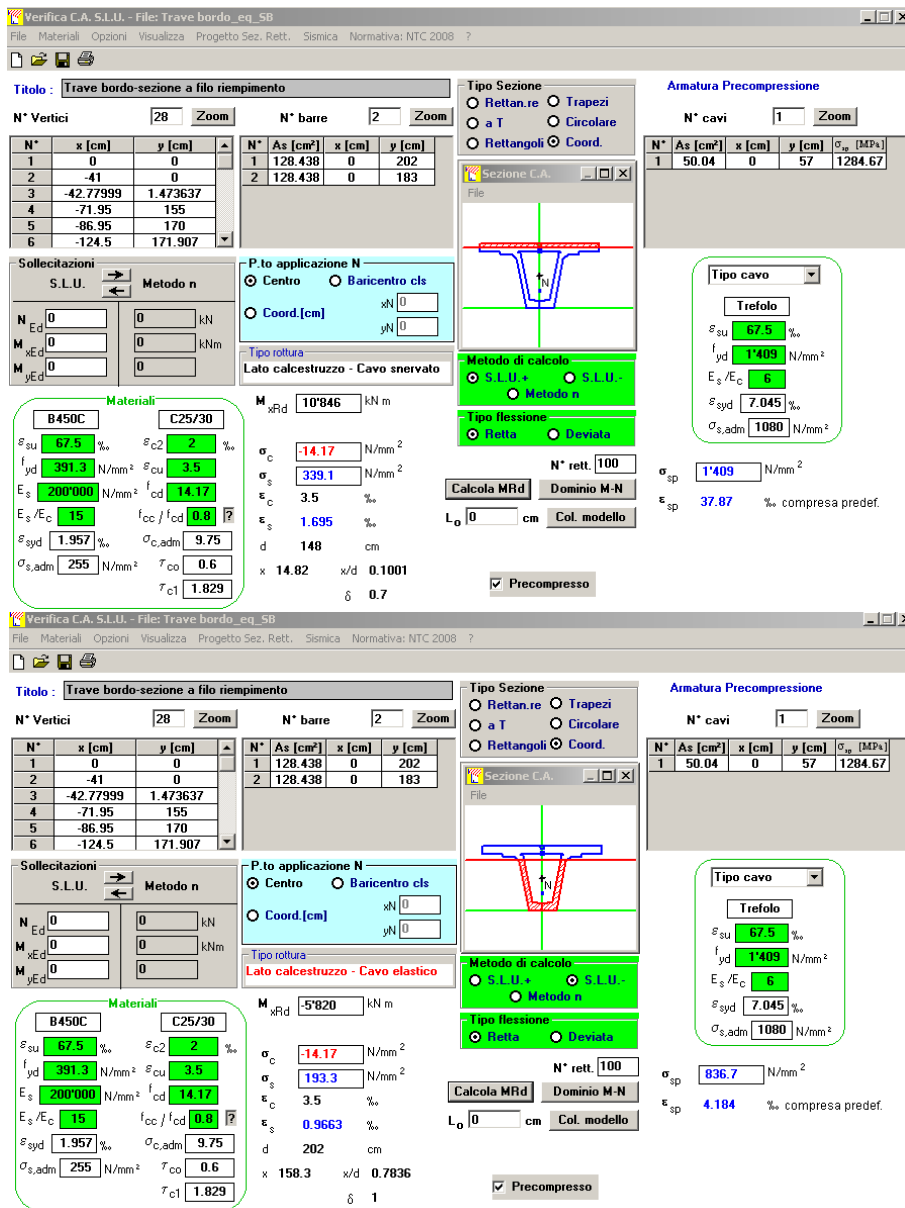 Verifica C.A. S.L.U. - File: Trave bordo_eq_SB
File Materiali Opzioni Visualizza Progetto Sez. Rett. Sismica Normativa: NTC 2008 ?
Titolo : Trave bordo-sezione a filo riempimento
N° Vertici 28 Zoom
N° x [cm] y [cm]
1 0 0
2 -41 0
3 -42.77999 1.473637
4 -71.95 155
5 -86.95 170
6 -124.5 171.907
N° barre 2 Zoom
N° As [cm²] x [cm] y [cm]
1 128.438 0 202
2 128.438 0 183
Tipo Sezione
Rettan.re Trapezi
a T Circolare
Rettangoli Coord.
Sezione C.A.
File
N
Armatura Precompressione
N° cavi 1 Zoom
N° As [cm²] x [cm] y [cm] σsp [MPa]
1 50.04 0 57 1284.67
Sollecitazioni
S.L.U. Metodo n
N Ed 0 0 kN
M xEd 0 0 kNm
M yEd 0 0
P.to applicazione N
Centro Baricentro cls
Coord.[cm] xN 0
yN 0
Tipo rottura
Lato calcestruzzo - Cavo snervato
Metodo di calcolo
S.L.U.+ S.L.U.-
Metodo n
Tipo flessione
Retta Deviata
Tipo cavo
Trefolo
εsu 67.5 ‰
fyd 1'409 N/mm²
Es/Ec 6
εsyd 7.045 ‰
σs,adm 1080 N/mm²
Materiali
B450C C25/30
εsu 67.5 ‰ εc2 2 ‰
fyd 391.3 N/mm² εcu 3.5
Es 200'000 N/mm² fcd 14.17
Es/Ec 15 fcc / fcd 0.8 ?
εsyd 1.957 ‰ σc,adm 9.75
σs,adm 255 N/mm² τco 0.6
τc1 1.829
M xRd 10'846 kN m
σc -14.17 N/mm²
σs 339.1 N/mm²
εc 3.5 ‰
εs 1.695 ‰
d 148 cm
x 14.82 x/d 0.1001
δ 0.7
N° rett. 100
Calcola MRd Dominio M-N
Lo 0 cm Col. modello
Precompresso
σsp 1'409 N/mm²
εsp 37.87 ‰ compresa predef.
Verifica C.A. S.L.U. - File: Trave bordo_eq_SB
File Materiali Opzioni Visualizza Progetto Sez. Rett. Sismica Normativa: NTC 2008 ?
Titolo : Trave bordo-sezione a filo riempimento
N° Vertici 28 Zoom
N° x [cm] y [cm]
1 0 0
2 -41 0
3 -42.77999 1.473637
4 -71.95 155
5 -86.95 170
6 -124.5 171.907
N° barre 2 Zoom
N° As [cm²] x [cm] y [cm]
1 128.438 0 202
2 128.438 0 183
Tipo Sezione
Rettan.re Trapezi
a T Circolare
Rettangoli Coord.
Sezione C.A.
File
N
Armatura Precompressione
N° cavi 1 Zoom
N° As [cm²] x [cm] y [cm] σsp [MPa]
1 50.04 0 57 1284.67
Sollecitazioni
S.L.U. Metodo n
N Ed 0 0 kN
M xEd 0 0 kNm
M yEd 0 0
P.to applicazione N
Centro Baricentro cls
Coord.[cm] xN 0
yN 0
Tipo rottura
Lato calcestruzzo - Cavo elastico
Metodo di calcolo
S.L.U.+ S.L.U.-
Metodo n
Tipo flessione
Retta Deviata
Tipo cavo
Trefolo
εsu 67.5 ‰
fyd 1'409 N/mm²
Es/Ec 6
εsyd 7.045 ‰
σs,adm 1080 N/mm²
Materiali
B450C C25/30
εsu 67.5 ‰ εc2 2 ‰
fyd 391.3 N/mm² εcu 3.5
Es 200'000 N/mm² fcd 14.17
Es/Ec 15 fcc / fcd 0.8 ?
εsyd 1.957 ‰ σc,adm 9.75
σs,adm 255 N/mm² τco 0.6
τc1 1.829
M xRd -5'820 kN m
σc -14.17 N/mm²
σs 193.3 N/mm²
εc 3.5 ‰
εs 0.9663 ‰
d 202 cm
x 158.3 x/d 0.7836
δ 1
N° rett. 100
Calcola MRd Dominio M-N
Lo 0 cm Col. modello
Precompresso
σsp 836.7 N/mm²
εsp 4.184 ‰ compresa predef.